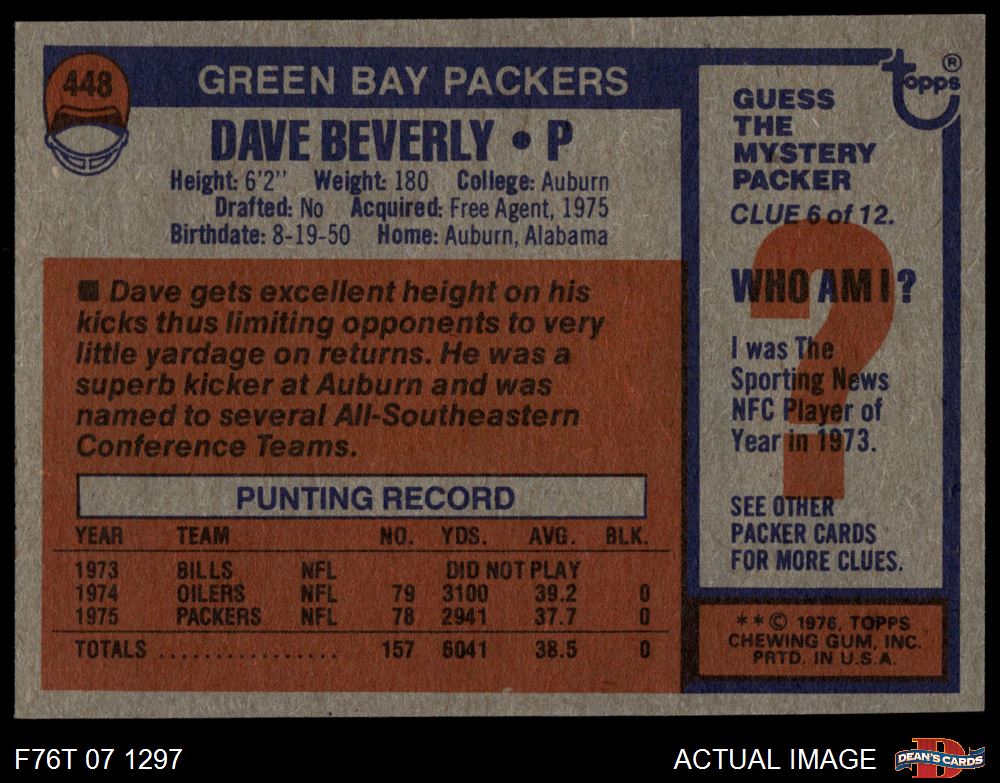 448
GREEN BAY PACKERS
DAVE BEVERLY • P
Height: 6'2" Weight: 180 College: Auburn
Drafted: No Acquired: Free Agent, 1975
Birthdate: 8-19-50 Home: Auburn, Alabama
■ Dave gets excellent height on his
kicks thus limiting opponents to very
little yardage on returns. He was a
superb kicker at Auburn and was
named to several All-Southeastern
Conference Teams.
PUNTING RECORD
YEAR TEAM NO. YDS. AVG. BLK.
1973 BILLS NFL DID NOT PLAY
1974 OILERS NFL 79 3100 39.2 0
1975 PACKERS NFL 78 2941 37.7 0
TOTALS ................ 157 6041 38.5 0
topps ®
GUESS
THE
MYSTERY
PACKER
CLUE 6 of 12.
?
WHO AM I?
I was The
Sporting News
NFC Player of
Year in 1973.
SEE OTHER
PACKER CARDS
FOR MORE CLUES.
**© 1976, TOPPS
CHEWING GUM, INC.
PRTD. IN U.S.A.
F76T 07 1297
ACTUAL IMAGE
D
DEAN'S CARDS